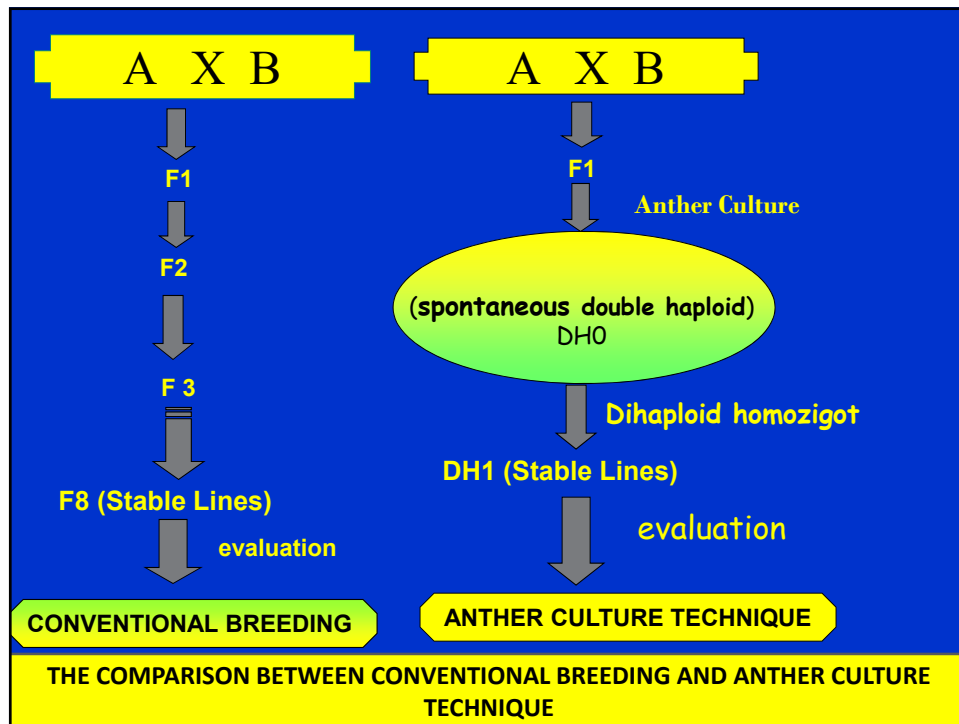 A X B
F1
F2
F 3
F8 (Stable Lines)
evaluation
CONVENTIONAL BREEDING
A X B
F1
Anther Culture
(spontaneous double haploid)
DH0
Dihaploid homozigot
DH1 (Stable Lines)
evaluation
ANTHER CULTURE TECHNIQUE
THE COMPARISON BETWEEN CONVENTIONAL BREEDING AND ANTHER CULTURE
TECHNIQUE